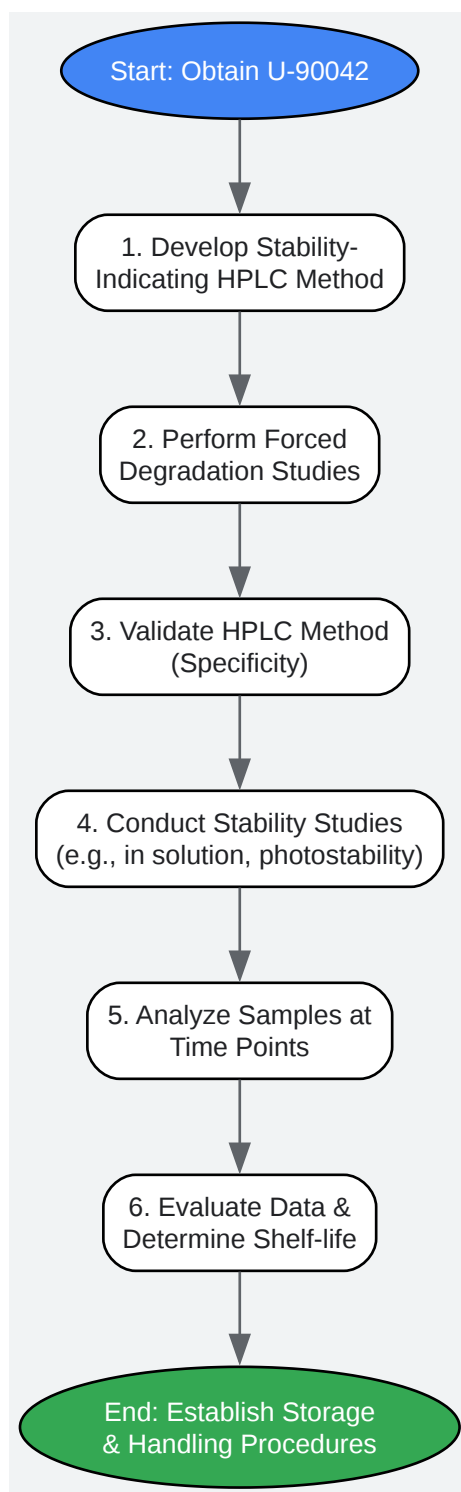 Start: Obtain U-90042
1. Develop Stability-
Indicating HPLC Method
2. Perform Forced
Degradation Studies
3. Validate HPLC Method
(Specificity)
4. Conduct Stability Studies
(e.g., in solution, photostability)
5. Analyze Samples at
Time Points
6. Evaluate Data &
Determine Shelf-life
End: Establish Storage
& Handling Procedures